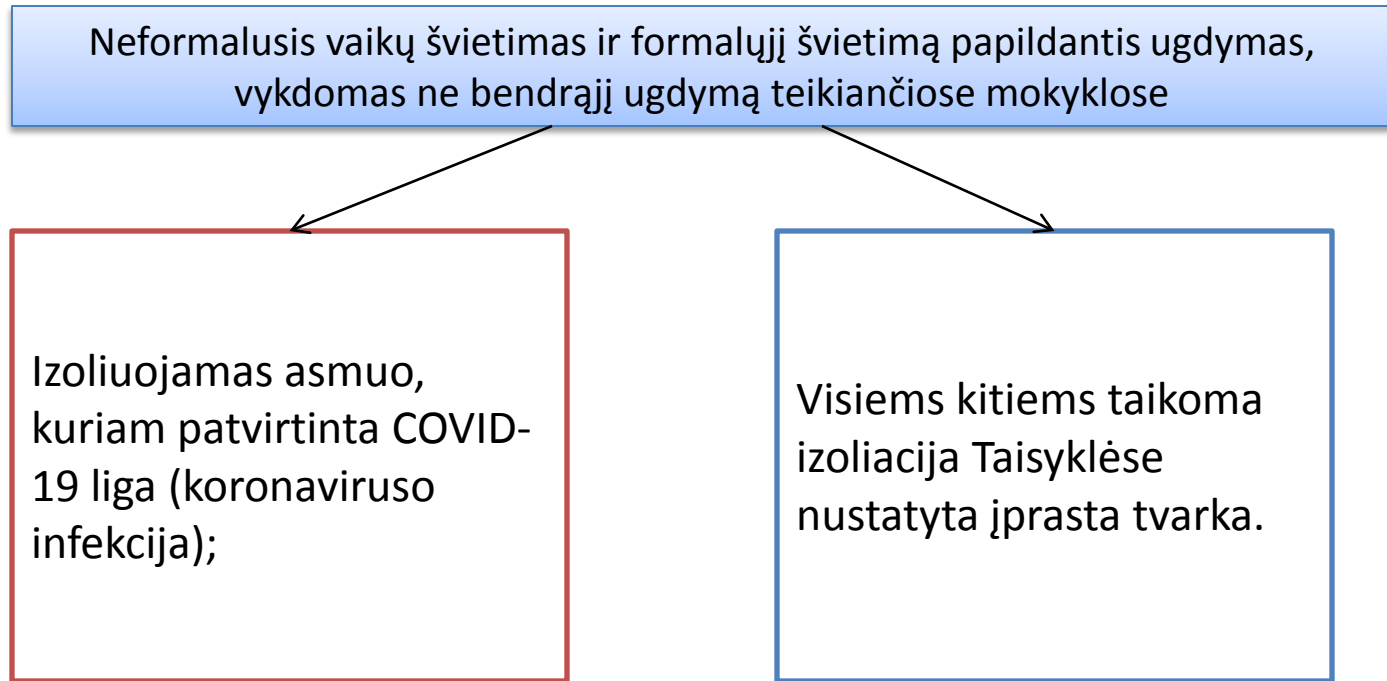 Neformalusis vaikų švietimas ir formalųjį švietimą papildantis ugdymas,
vykdomas ne bendrąjį ugdymą teikiančiose mokyklose
Izoliuojamas asmuo,
kuriam patvirtinta COVID-
19 liga (koronaviruso
infekcija);
Visiems kitiems taikoma
izoliacija Taisyklėse
nustatyta įprasta tvarka.